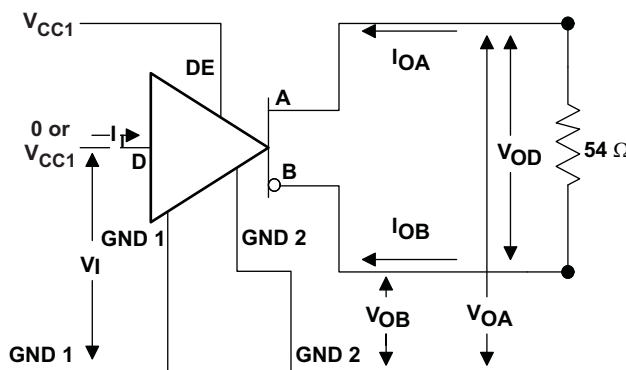 VCC1
DE
IOA
A
0 or
VCC1
II
D
B
VOD
54 Ω
GND 1
GND 2
IOB
VI
VOB
VOA
GND 1
GND 2